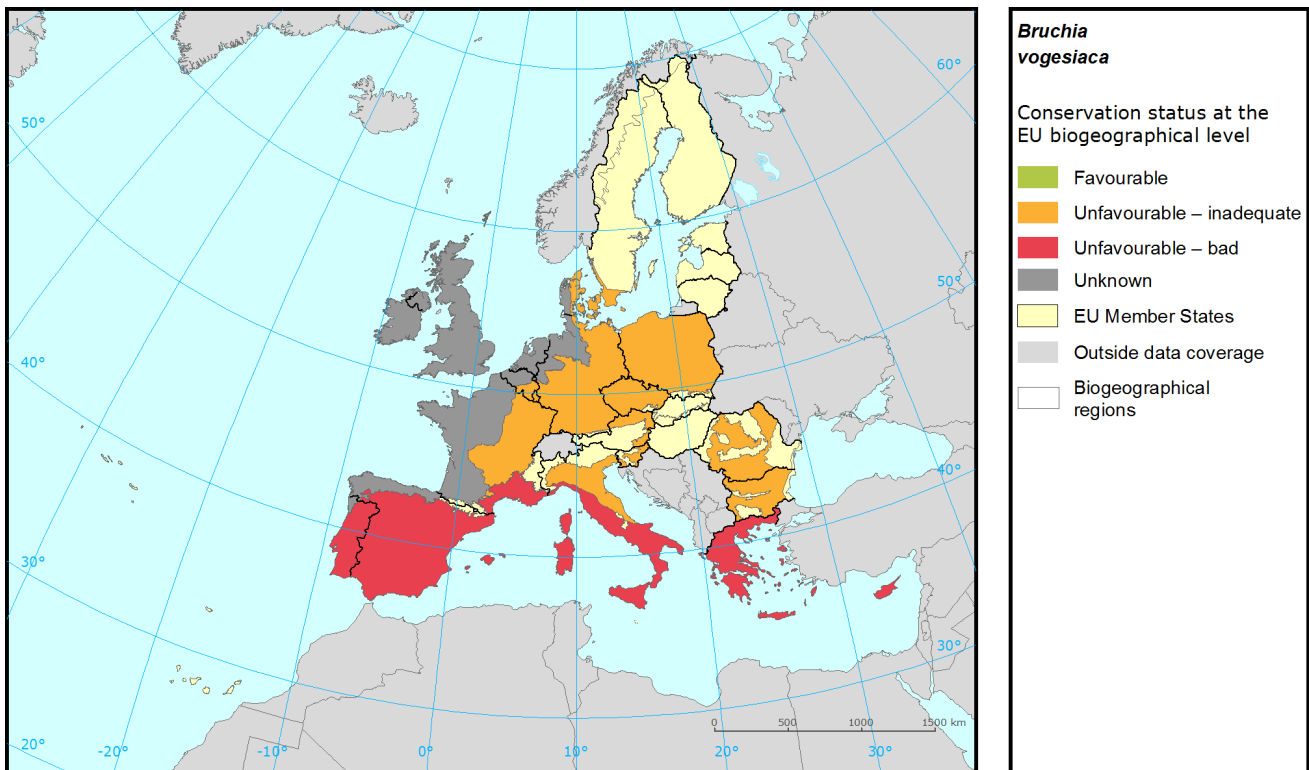 Bruchia
vogesiaca
Conservation status at the
EU biogeographical level
Favourable
Unfavourable – inadequate
Unfavourable – bad
Unknown
EU Member States
Outside data coverage
Biogeographical
regions
60°
50°
50°
40°
40°
30°
30°
0 500 1000 1500 km
20° -20° -10° 0° 10° 20° 30°